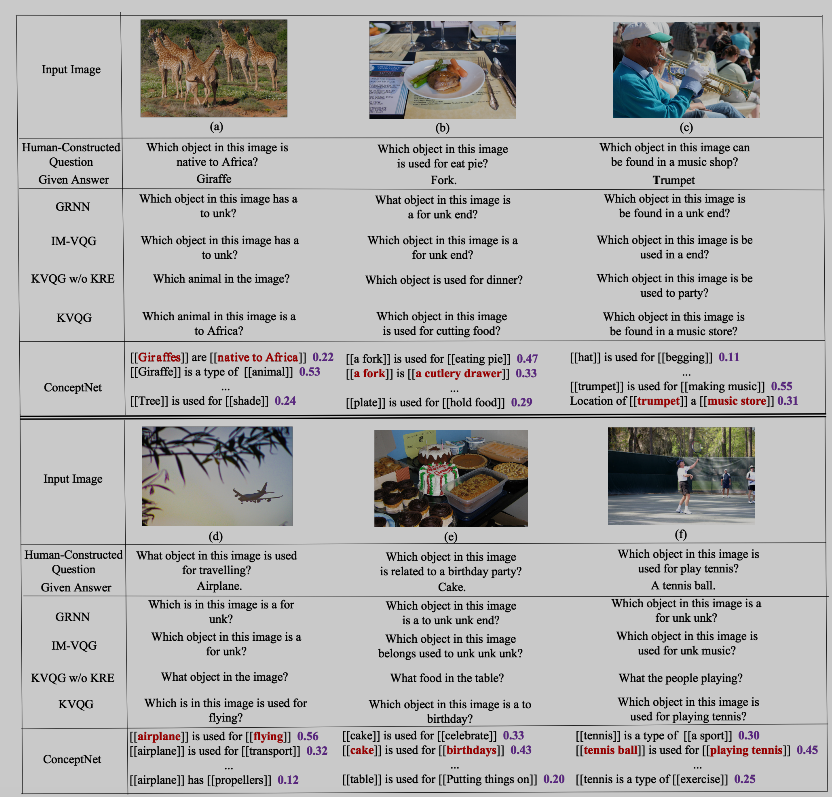 Input Image
(a) (b) (c)
Human-Constructed Which object in this image is Which object in this image Which object in this image can
Question native to Africa? is used for eat pie? be found in a music shop?
Given Answer Giraffe Fork. Trumpet
GRNN Which object in this image has a What object in this image is Which object in this image is
to unk? a for unk end? be found in a unk end?
IM-VQG Which object in this image has a Which object in this image is a Which object in this image is be
to unk? for unk end? used in a end?
KVQG w/o KRE Which animal in the image? Which object is used for dinner? Which object in this image is be
used to party?
KVQG Which animal in this image is a Which object in this image Which object in this image is
to Africa? is used for cutting food? be found in a music store?
ConceptNet
[[Giraffes]] are [[native to Africa]] 0.22 [[a fork]] is used for [[eating pie]] 0.47 [[hat]] is used for [[begging]] 0.11
[[Giraffe]] is a type of [[animal]] 0.53 [[a fork]] is [[a cutlery drawer]] 0.33 ...
... ... [[trumpet]] is used for [[making music]] 0.55
[[Tree]] is used for [[shade]] 0.24 [[plate]] is used for [[hold food]] 0.29 Location of [[trumpet]] a [[music store]] 0.31
Input Image
(d) (e) (f)
Human-Constructed What object in this image is used Which object in this image Which object in this image is
Question for travelling? is related to a birthday party? used for play tennis?
Given Answer Airplane. Cake. A tennis ball.
GRNN Which is in this image is a for Which object in this image Which object in this image is a
unk? is a to unk unk end? for unk unk?
IM-VQG Which object in this image is a Which object in this image Which object in this image is
for unk? belongs used to unk unk unk? used for unk music?
KVQG w/o KRE What object in the image? What food in the table? What the people playing?
KVQG Which is in this image is used for Which object in this image is a to Which object in this image is
flying? birthday? used for playing tennis?
ConceptNet
[[airplane]] is used for [[flying]] 0.56 [[cake]] is used for [[celebrate]] 0.33 [[tennis]] is a type of [[a sport]] 0.30
[[airplane]] is used for [[transport]] 0.32 [[cake]] is used for [[birthdays]] 0.43 [[tennis ball]] is used for [[playing tennis]] 0.45
... ... ...
[[airplane]] has [[propellers]] 0.12 [[table]] is used for [[Putting things on]] 0.20 [[tennis is a type of [[exercise]] 0.25